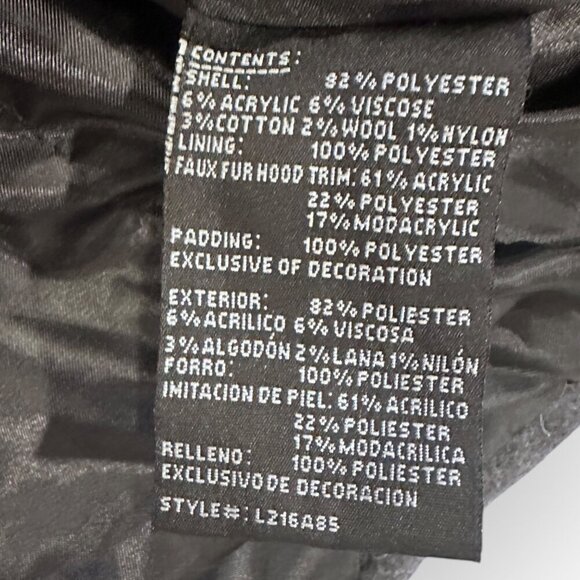 CONTENTS:
SHELL: 82% POLYESTER
6% ACRYLIC 6% VISCOSE
3% COTTON 2% WOOL 1% NYLON
LINING: 100% POLYESTER
FAUX FUR HOOD TRIM: 61% ACRYLIC
22% POLYESTER
17% MODACRYLIC
PADDING: 100% POLYESTER
EXCLUSIVE OF DECORATION
EXTERIOR: 82% POLIESTER
6% ACRILICO 6% VISCOSA
3% ALGODÓN 2% LANA 1% NILÓN
FORRO: 100% POLIESTER
IMITACION DE PIEL: 61% ACRÍLICO
22% POLIESTER
17% MODACRILICA
RELLENO: 100% POLIESTER
EXCLUSIVO DE DECORACION
STYLE#: L216A85